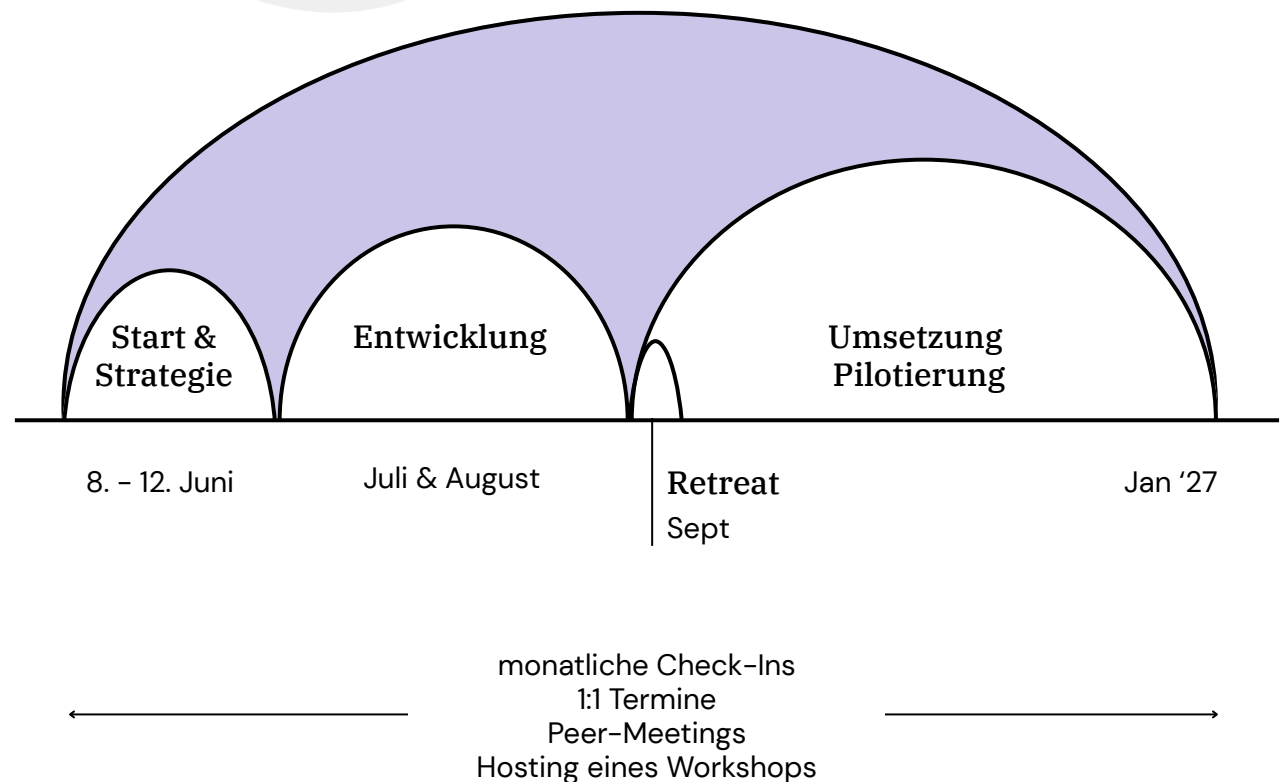 Start &
Strategie
Entwicklung
Umsetzung
Pilotierung
8. – 12. Juni
Juli & August
Retreat
Sept
Jan ‘27
monatliche Check-Ins
1:1 Termine
Peer-Meetings
Hosting eines Workshops